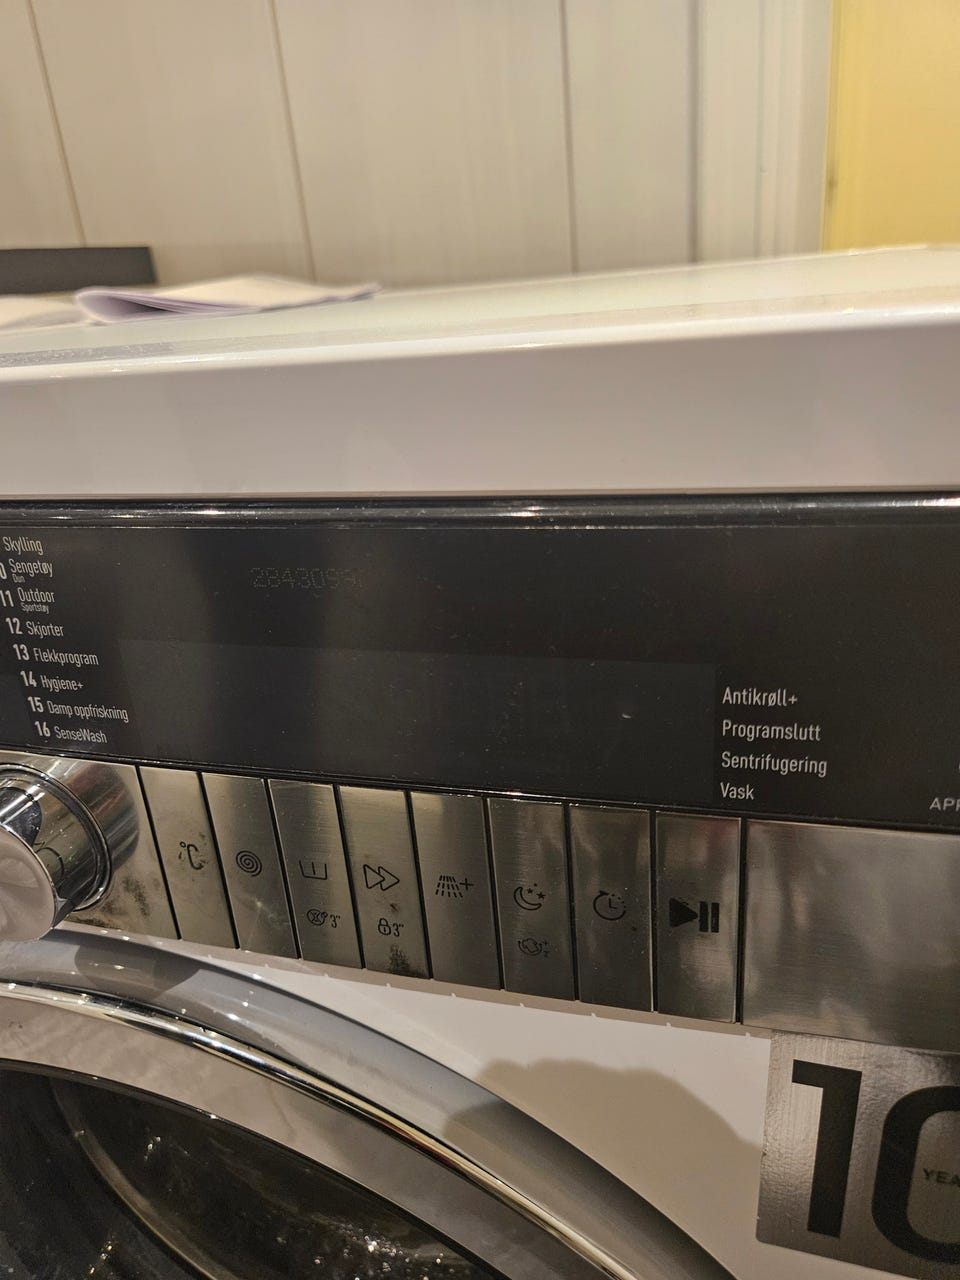 Skylling
Sengetøy
Dun
11 Outdoor
Sportstøy
12 Skjorter
13 Flekkprogram
14 Hygiene+
15 Damp oppfriskning
16 SenseWash
Antikrøll+
Programslutt
Sentrifugering
Vask
°C
3"
3"
10